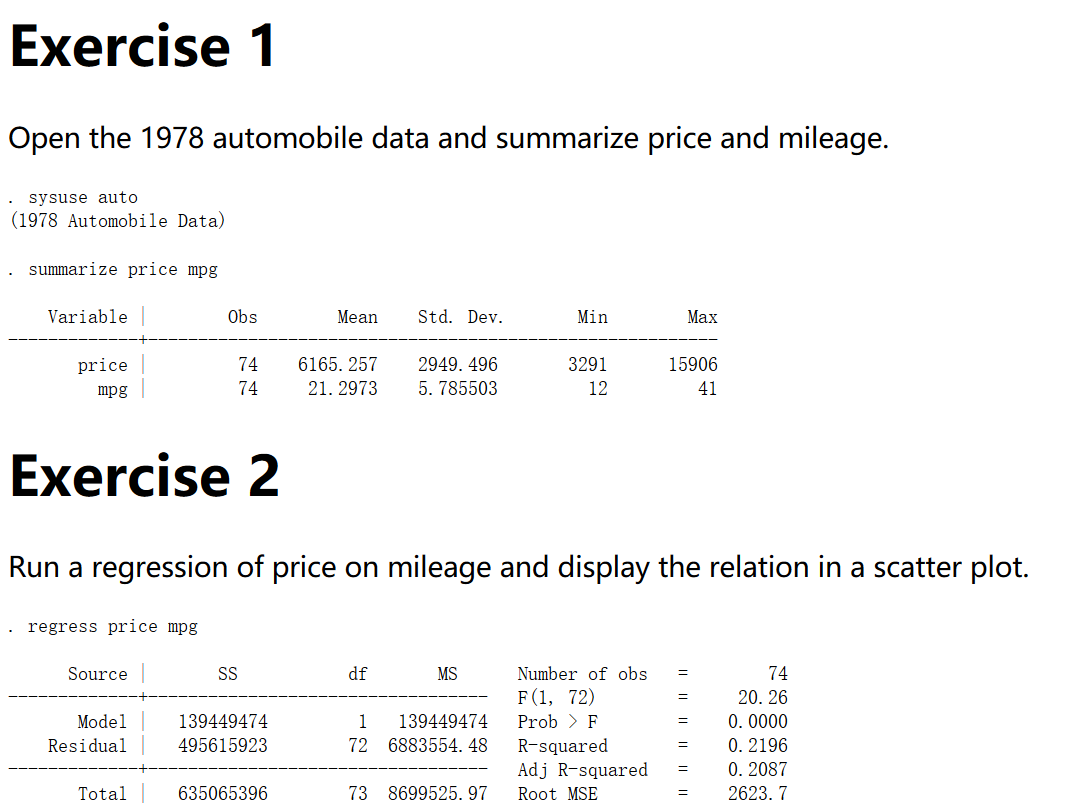 Exercise 1
Open the 1978 automobile data and summarize price and mileage.
. sysuse auto
(1978 Automobile Data)
. summarize price mpg
    Variable |        Obs        Mean    Std. Dev.       Min        Max
-------------+---------------------------------------------------------
       price |         74    6165.257    2949.496       3291      15906
         mpg |         74     21.2973    5.785503         12         41
Exercise 2
Run a regression of price on mileage and display the relation in a scatter plot.
. regress price mpg
      Source |       SS           df       MS      Number of obs   =        74
-------------+----------------------------------   F(1, 72)        =     20.26
       Model |   139449474         1   139449474   Prob > F        =    0.0000
    Residual |   495615923        72  6883554.48   R-squared       =    0.2196
-------------+----------------------------------   Adj R-squared   =    0.2087
       Total |   635065396        73  8699525.97   Root MSE        =    2623.7